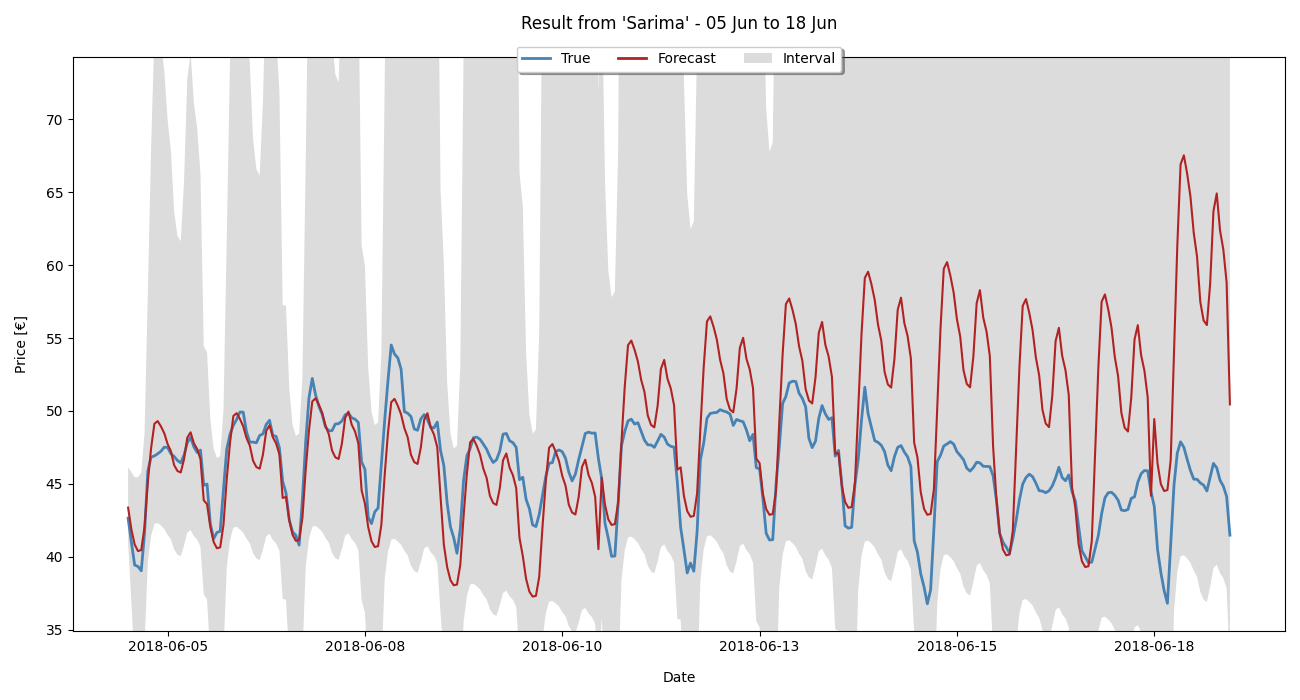 Result from 'Sarima' - 05 Jun to 18 Jun
True Forecast Interval
Price [€]
70
65
60
55
50
45
40
35
2018-06-05 2018-06-08 2018-06-10 2018-06-13 2018-06-15 2018-06-18
Date